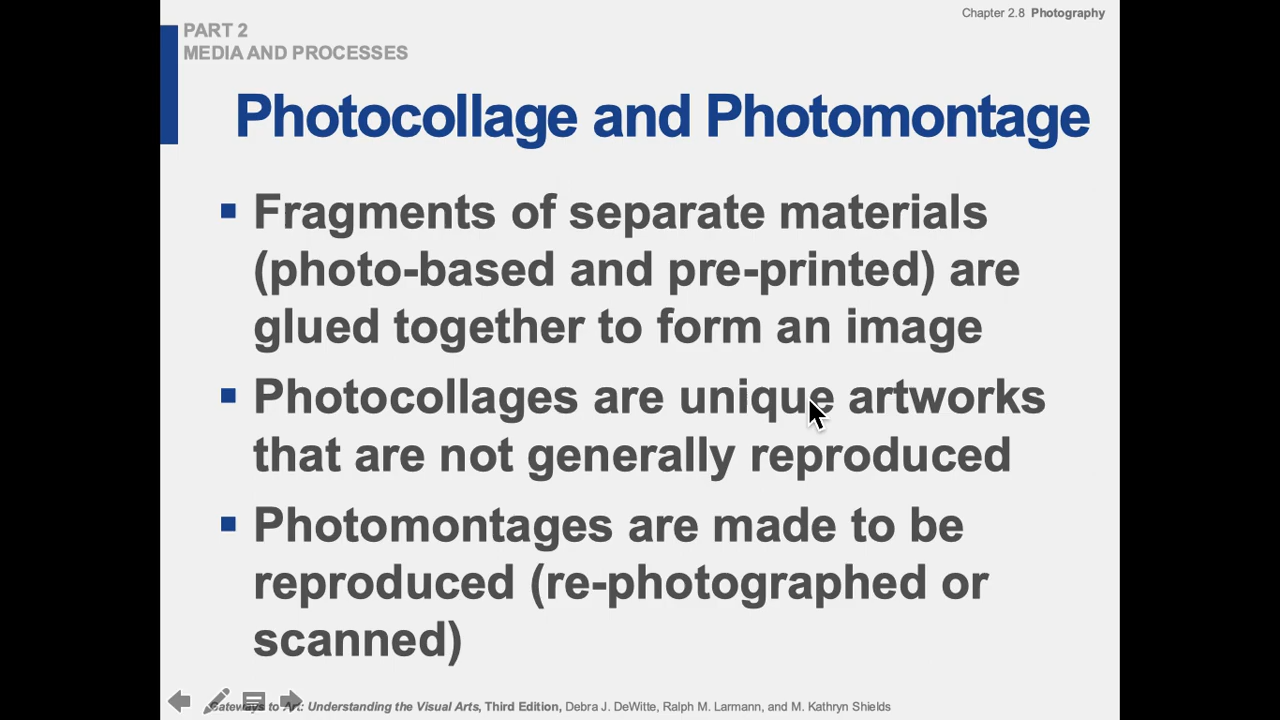 Chapter 2.8 Photography
PART 2
MEDIA AND PROCESSES
Photocollage and Photomontage
Fragments of separate materials
(photo-based and pre-printed) are
glued together to form an image
Photocollages are unique artworks
that are not generally reproduced
Photomontages are made to be
reproduced (re-photographed or
scanned)
Gateways to Art: Understanding the Visual Arts, Third Edition, Debra J. DeWitte, Ralph M. Larmann, and M. Kathryn Shields